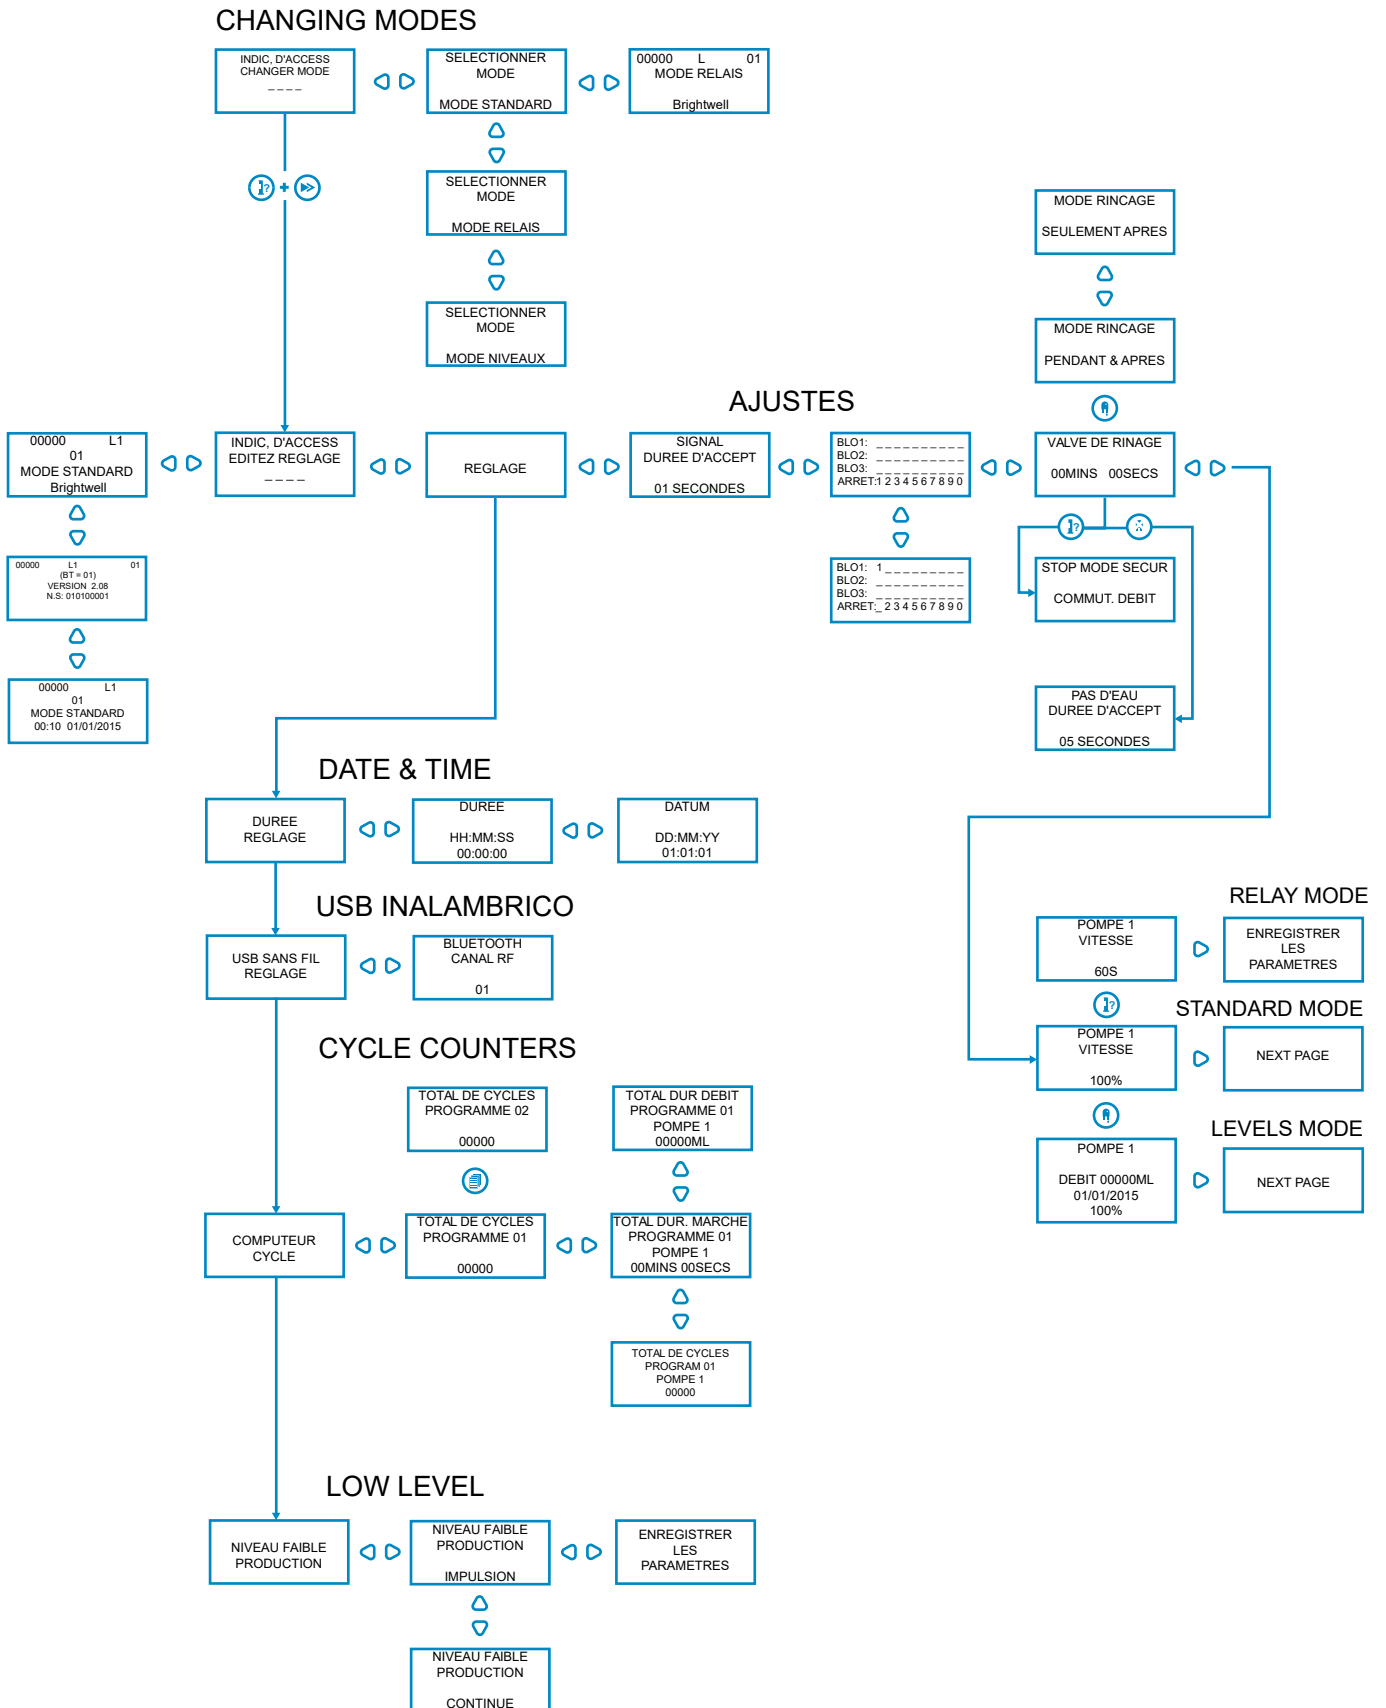 CHANGING MODES
INDIC, D'ACCESS
CHANGER MODE
_ _ _ _
SELECTIONNER
MODE
MODE STANDARD
00000 L 01
MODE RELAIS
Brightwell
SELECTIONNER
MODE
MODE RELAIS
SELECTIONNER
MODE
MODE NIVEAUX
MODE RINCAGE
SEULEMENT APRES
MODE RINCAGE
PENDANT & APRES
AJUSTES
00000 L1
01
MODE STANDARD
Brightwell
INDIC, D'ACCESS
EDITEZ REGLAGE
_ _ _ _
REGLAGE
SIGNAL
DUREE D'ACCEPT
01 SECONDES
BLO1: _ _ _ _ _ _ _ _ _ _
BLO2: _ _ _ _ _ _ _ _ _ _
BLO3: _ _ _ _ _ _ _ _ _ _
ARRET:1 2 3 4 5 6 7 8 9 0
VALVE DE RINAGE
00MINS 00SECS
00000 L1 01
(BT = 01)
VERSION 2.08
N.S: 010100001
BLO1: 1 _ _ _ _ _ _ _ _ _
BLO2: _ _ _ _ _ _ _ _ _ _
BLO3: _ _ _ _ _ _ _ _ _ _
ARRET:_ 2 3 4 5 6 7 8 9 0
STOP MODE SECUR
COMMUT. DEBIT
00000 L1
01
MODE STANDARD
00:10 01/01/2015
PAS D'EAU
DUREE D'ACCEPT
05 SECONDES
DATE & TIME
DUREE
REGLAGE
DUREE
HH:MM:SS
00:00:00
DATUM
DD:MM:YY
01:01:01
USB INALAMBRICO
USB SANS FIL
REGLAGE
BLUETOOTH
CANAL RF
01
RELAY MODE
POMPE 1
VITESSE
60S
ENREGISTRER
LES
PARAMETRES
STANDARD MODE
POMPE 1
VITESSE
100%
NEXT PAGE
LEVELS MODE
POMPE 1
DEBIT 00000ML
01/01/2015
100%
NEXT PAGE
CYCLE COUNTERS
TOTAL DE CYCLES
PROGRAMME 02
00000
TOTAL DUR DEBIT
PROGRAMME 01
POMPE 1
00000ML
COMPUTEUR
CYCLE
TOTAL DE CYCLES
PROGRAMME 01
00000
TOTAL DUR. MARCHE
PROGRAMME 01
POMPE 1
00MINS 00SECS
TOTAL DE CYCLES
PROGRAM 01
POMPE 1
00000
LOW LEVEL
NIVEAU FAIBLE
PRODUCTION
NIVEAU FAIBLE
PRODUCTION
IMPULSION
ENREGISTRER
LES
PARAMETRES
NIVEAU FAIBLE
PRODUCTION
CONTINUE